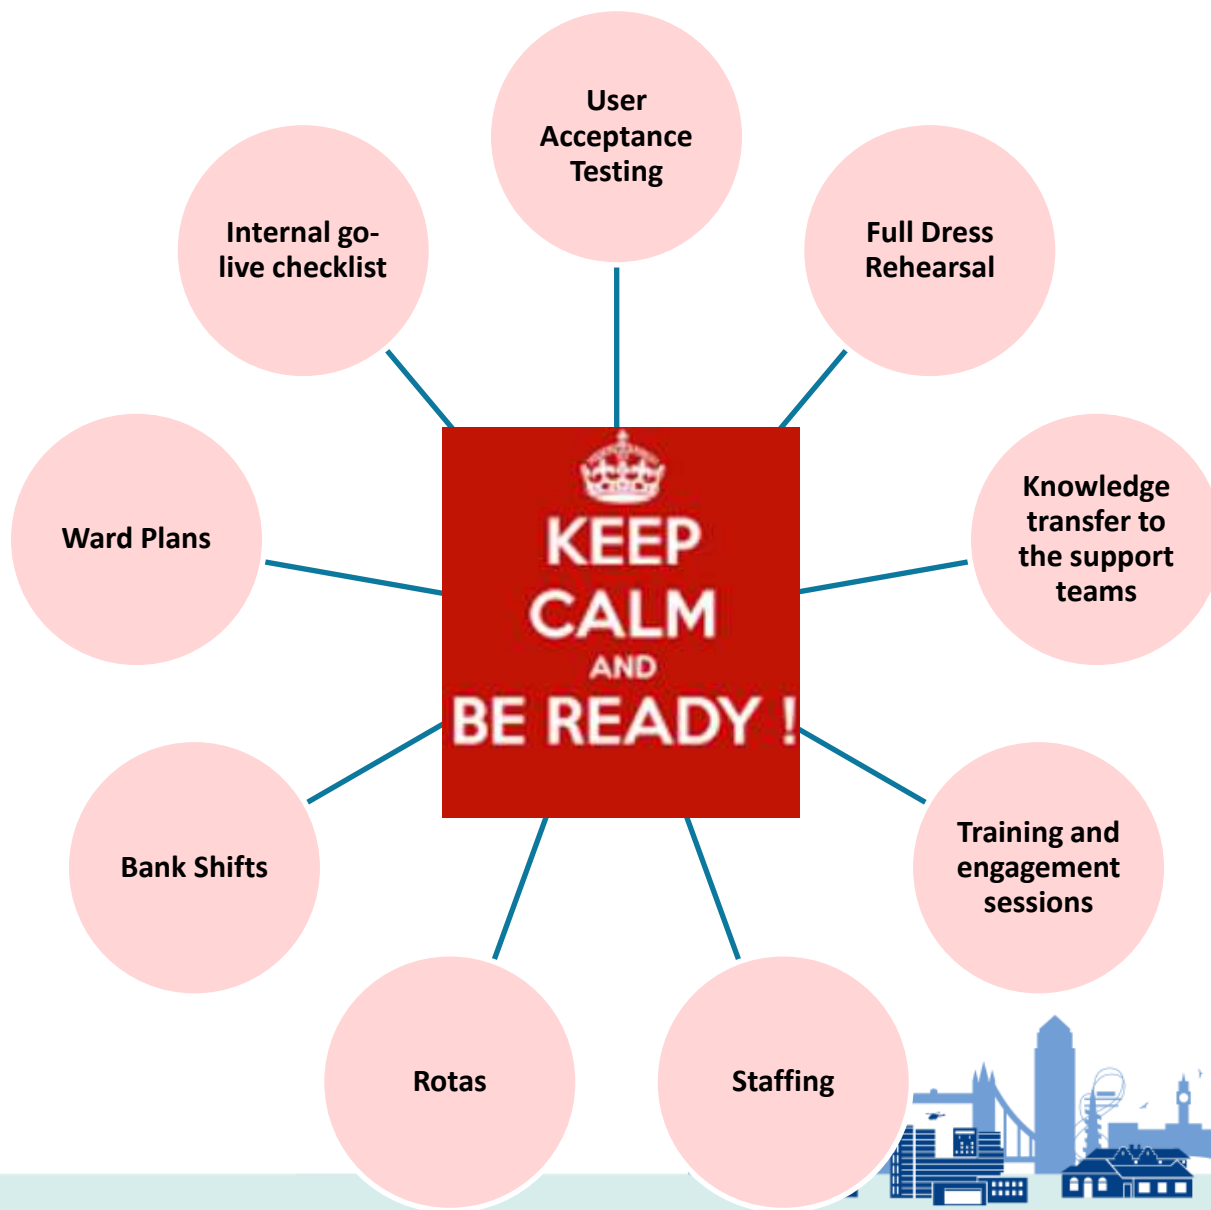 User
Acceptance
Testing
Full Dress
Rehearsal
Knowledge
transfer to
the support
teams
Training and
engagement
sessions
Staffing
Rotas
Bank Shifts
Ward Plans
Internal go-
live checklist
KEEP
CALM
AND
BE READY !